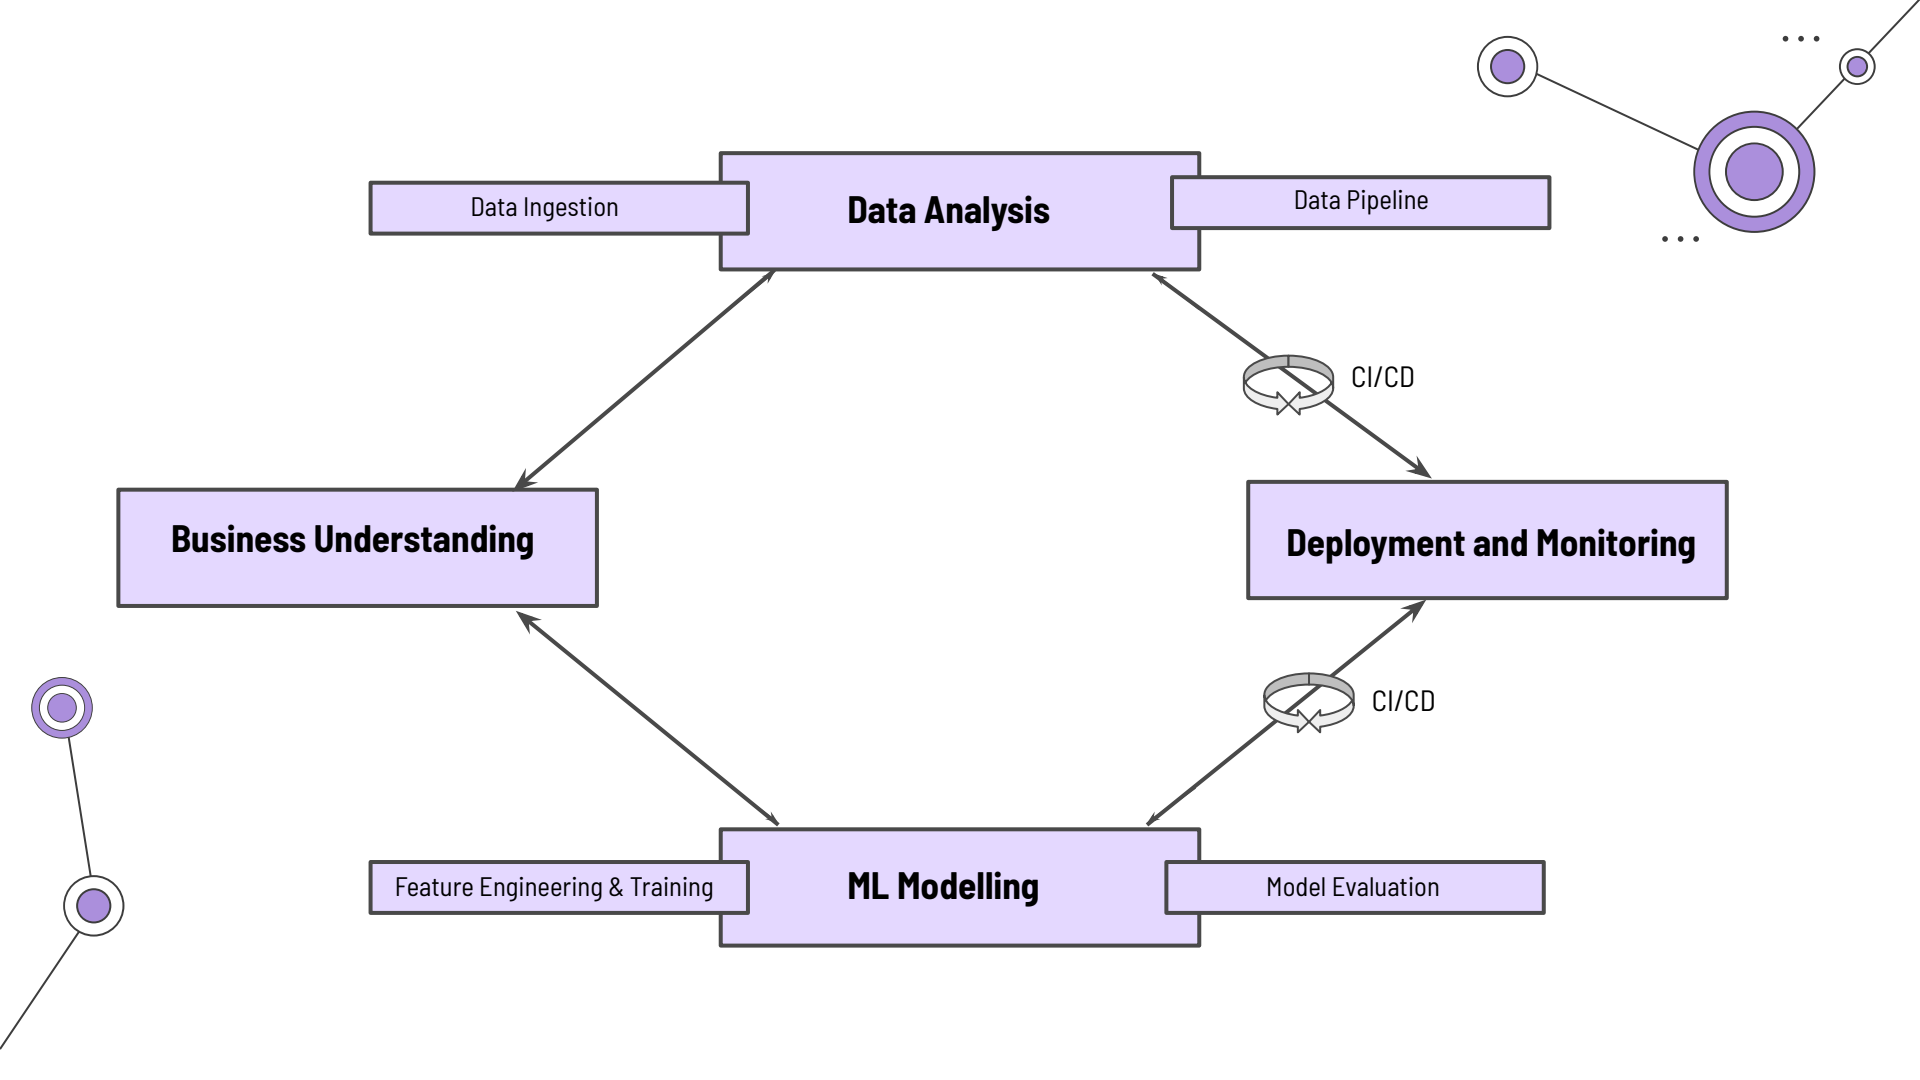 Data Ingestion
Data Analysis
Data Pipeline
CI/CD
Business Understanding
Deployment and Monitoring
CI/CD
Feature Engineering & Training
ML Modelling
Model Evaluation